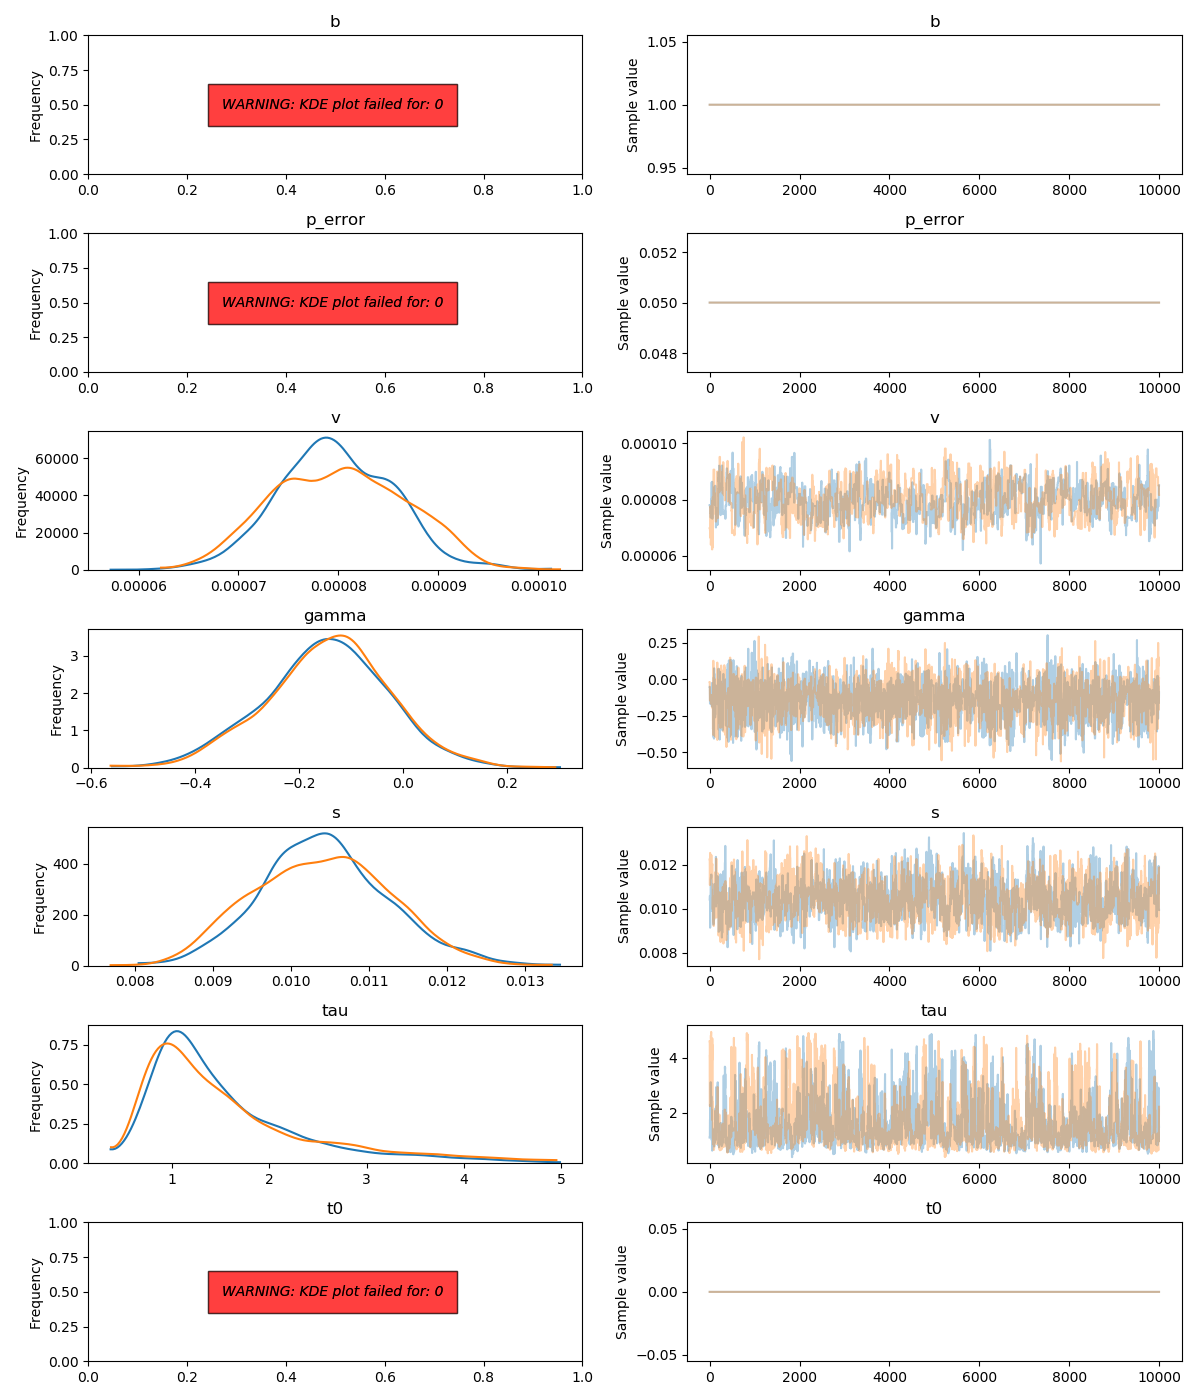 b
1.00
0.75
0.50
0.25
0.00
Frequency
WARNING: KDE plot failed for: 0
0.0 0.2 0.4 0.6 0.8 1.0
b
1.05
1.00
0.95
Sample value
0 2000 4000 6000 8000 10000
p_error
1.00
0.75
0.50
0.25
0.00
Frequency
WARNING: KDE plot failed for: 0
0.0 0.2 0.4 0.6 0.8 1.0
p_error
0.052
0.050
0.048
Sample value
0 2000 4000 6000 8000 10000
v
60000
40000
20000
0
Frequency
0.00006 0.00007 0.00008 0.00009 0.00010
v
0.00010
0.00008
0.00006
Sample value
0 2000 4000 6000 8000 10000
gamma
3
2
1
0
Frequency
−0.6 −0.4 −0.2 0.0 0.2
gamma
0.25
0.00
−0.25
−0.50
Sample value
0 2000 4000 6000 8000 10000
s
400
200
0
Frequency
0.008 0.009 0.010 0.011 0.012 0.013
s
0.012
0.010
0.008
Sample value
0 2000 4000 6000 8000 10000
tau
0.75
0.50
0.25
0.00
Frequency
1 2 3 4 5
tau
4
2
Sample value
0 2000 4000 6000 8000 10000
t0
1.00
0.75
0.50
0.25
0.00
Frequency
WARNING: KDE plot failed for: 0
0.0 0.2 0.4 0.6 0.8 1.0
t0
0.05
0.00
−0.05
Sample value
0 2000 4000 6000 8000 10000